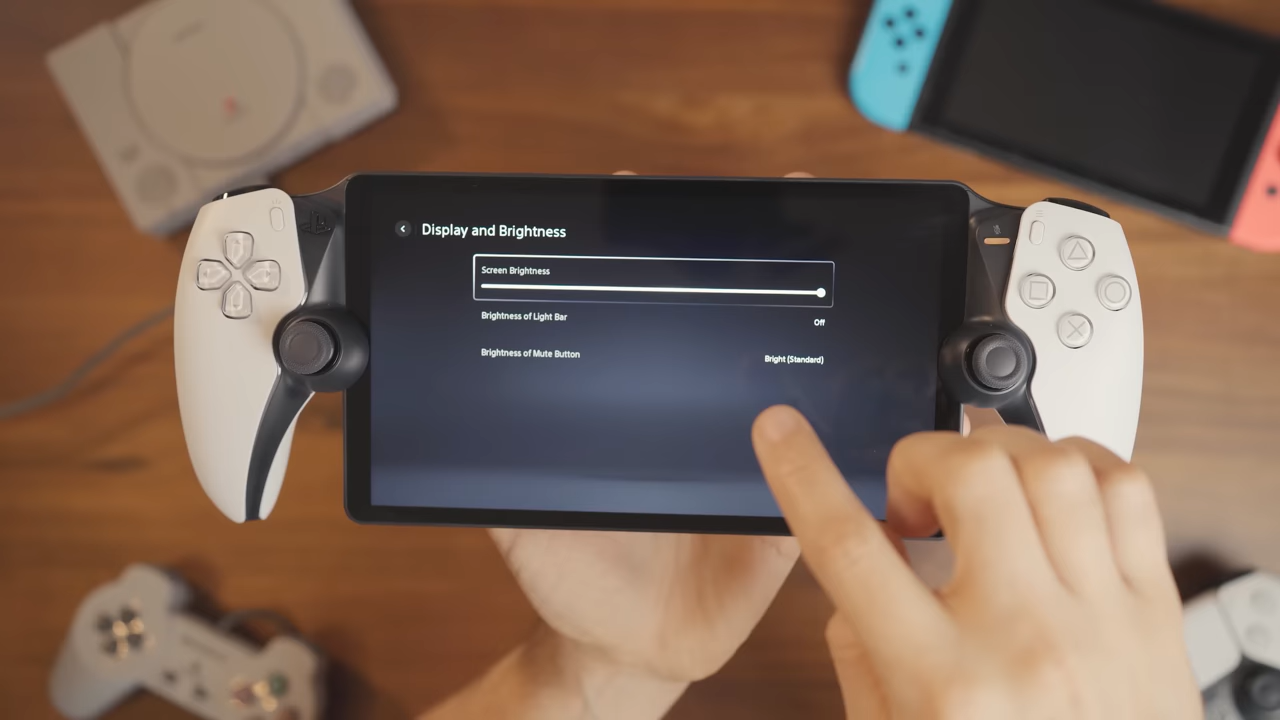 Display and Brightness
Screen Brightness
Brightness of Light Bar
Off
Brightness of Mute Button
Bright (Standard)